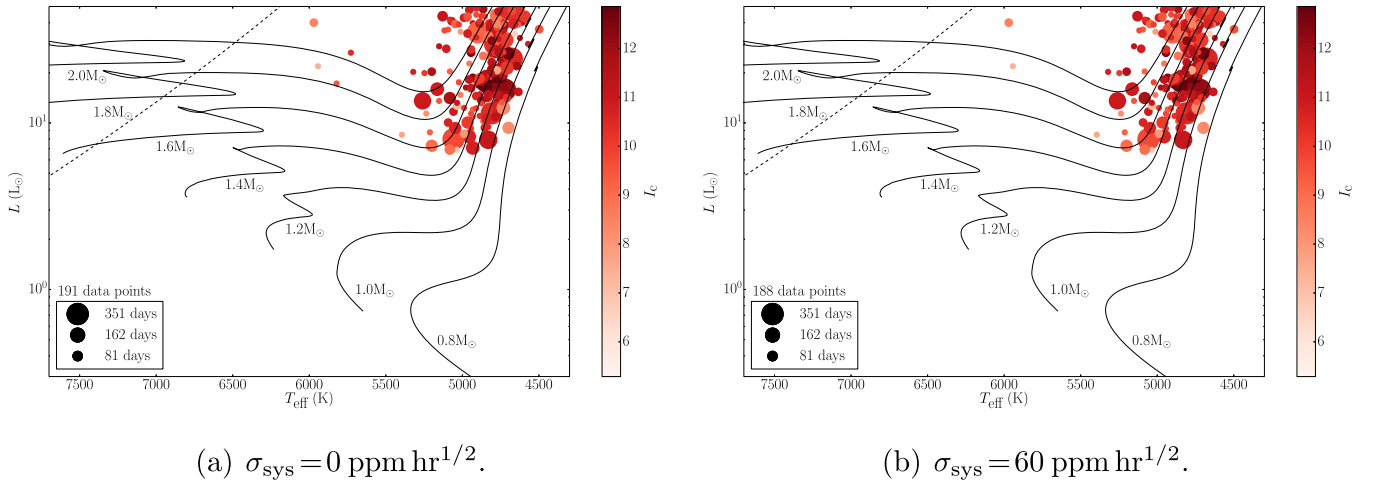 2.0M☉
1.8M☉
1.6M☉
1.4M☉
1.2M☉
1.0M☉
0.8M☉
10¹
10⁰
L (L☉)
191 data points
351 days
162 days
81 days
7500 7000 6500 6000 5500 5000 4500
T_eff (K)
12
11
10
9
8
7
6
I_c
(a) σ_sys = 0 ppm hr^{1/2}.
2.0M☉
1.8M☉
1.6M☉
1.4M☉
1.2M☉
1.0M☉
0.8M☉
10¹
10⁰
L (L☉)
188 data points
351 days
162 days
81 days
7500 7000 6500 6000 5500 5000 4500
T_eff (K)
12
11
10
9
8
7
6
I_c
(b) σ_sys = 60 ppm hr^{1/2}.